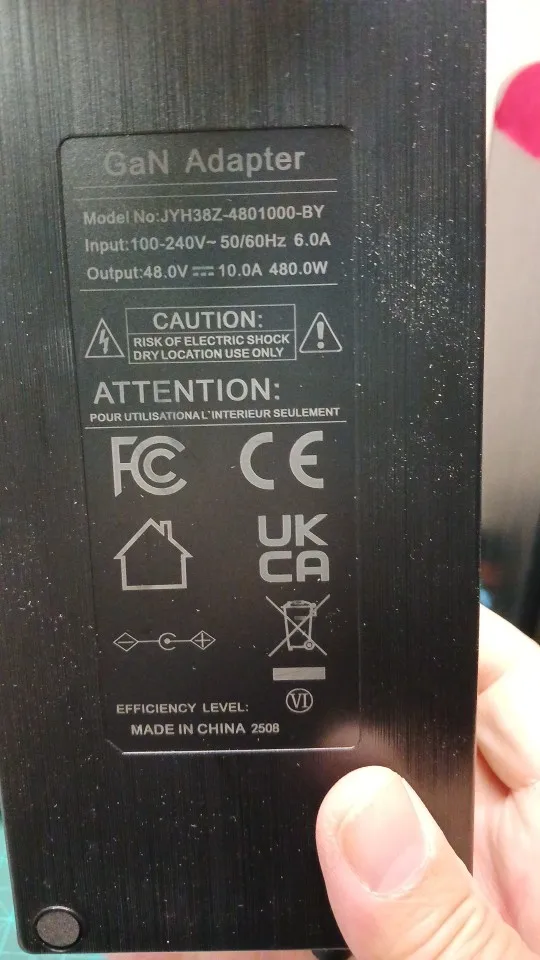 GaN Adapter
Model No:JYH38Z-4801000-BY
Input:100-240V~ 50/60Hz 6.0A
Output:48.0V⎓10.0A 480.0W
CAUTION:
RISK OF ELECTRIC SHOCK
DRY LOCATION USE ONLY
ATTENTION:
POUR UTILISATIONAL'INTERIEUR SEULEMENT
FC CE
UK
CA
EFFICIENCY LEVEL: VI
MADE IN CHINA 2508